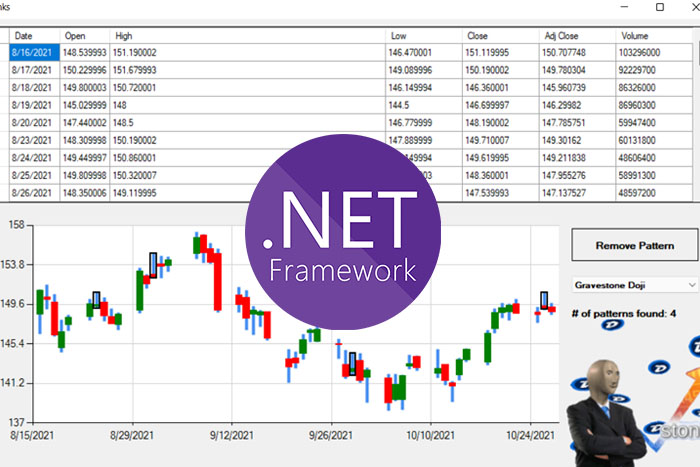 nks
Date Open High Low Close Adj Close Volume
8/16/2021 148.539993 151.190002 146.470001 151.119995 150.707748 103296000
8/17/2021 150.229996 151.679993 149.089996 150.190002 149.780304 92229700
8/18/2021 149.800003 150.720001 146.149994 146.360001 145.960739 86326000
8/19/2021 145.029999 148 144.5 146.699997 146.29982 86960300
8/20/2021 147.440002 148.5 146.779999 148.190002 147.785751 59947400
8/23/2021 148.309998 150.190002 147.889999 149.710007 149.30162 60131800
8/24/2021 149.449997 150.860001 49994 149.619995 149.211838 48606400
8/25/2021 149.809998 150.320007 03 148.360001 147.955276 58991300
8/26/2021 148.350006 149.119995 147.539993 147.137527 48597200
.NET
Framework
158
153.8
149.6
145.4
141.2
137
8/15/2021 8/29/2021 9/12/2021 9/26/2021 10/10/2021 10/24/2021
Remove Pattern
Gravestone Doji
# of patterns found: 4
ston